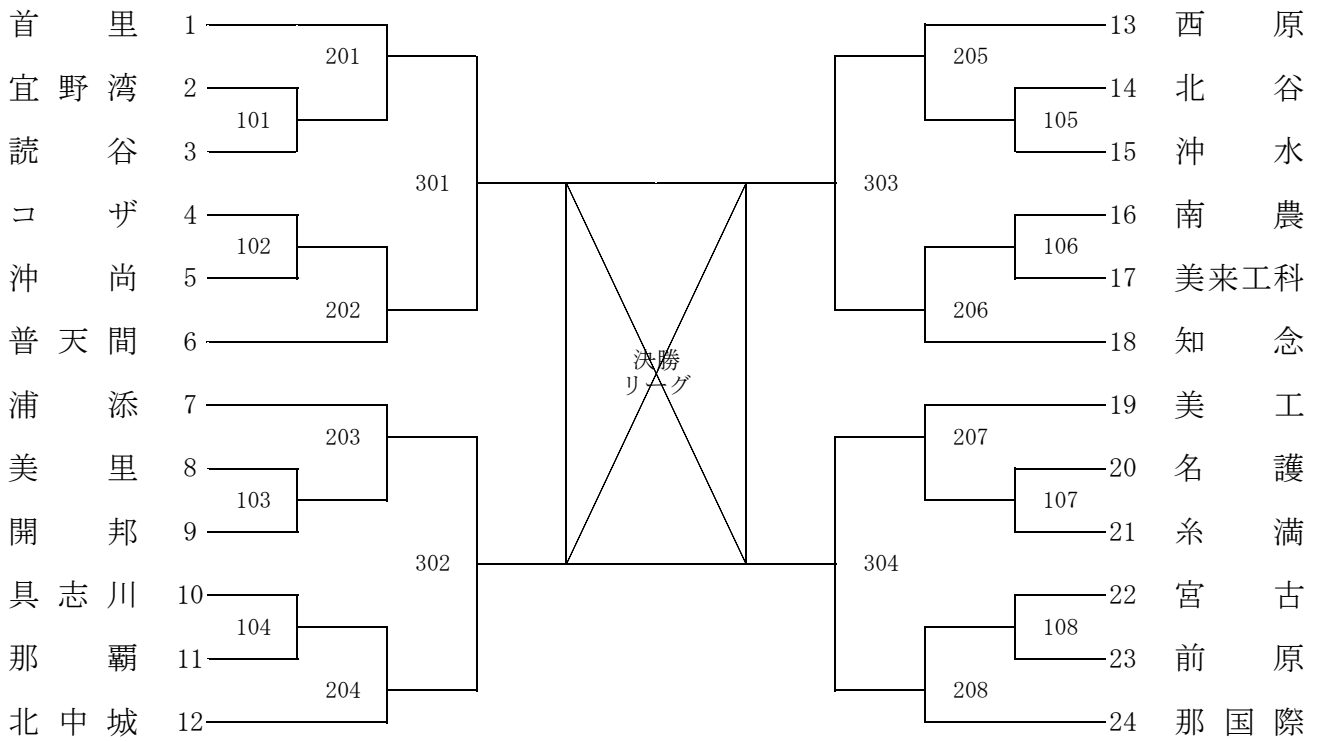 首里 1
201
宜野湾 2
101
読谷 3
301
コザ 4
102
沖尚 5
202
普天間 6
浦添 7
203
美里 8
103
開邦 9
302
具志川 10
104
那覇 11
204
北中城 12
決勝
リーグ
13 西原
205
14 北谷
105
15 沖水
303
16 南農
106
17 美来工科
206
18 知念
19 美工
207
20 名護
107
21 糸満
304
22 宮古
108
23 前原
208
24 那国際